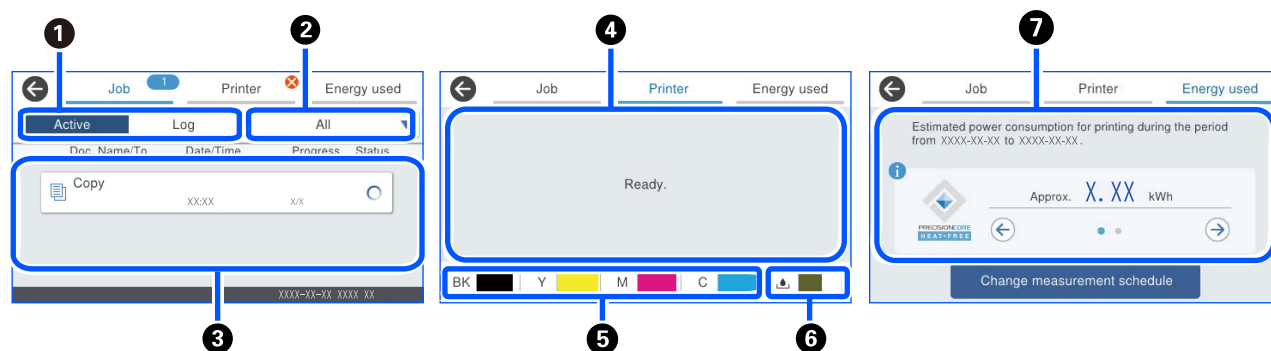 1
2
4
7
Job
1
Printer
Energy used
Active
Log
All
Doc. Name/To
Date/Time
Progress
Status
Copy
XX:XX
X/X
XXXX-XX-XX XXXX XX
3
Job
Printer
Energy used
Ready.
BK
Y
M
C
5
6
Job
Printer
Energy used
Estimated power consumption for printing during the period
from XXXX-XX-XX to XXXX-XX-XX.
i
PRECISIONCORE
HEAT-FREE
Approx. X.XX kWh
Change measurement schedule